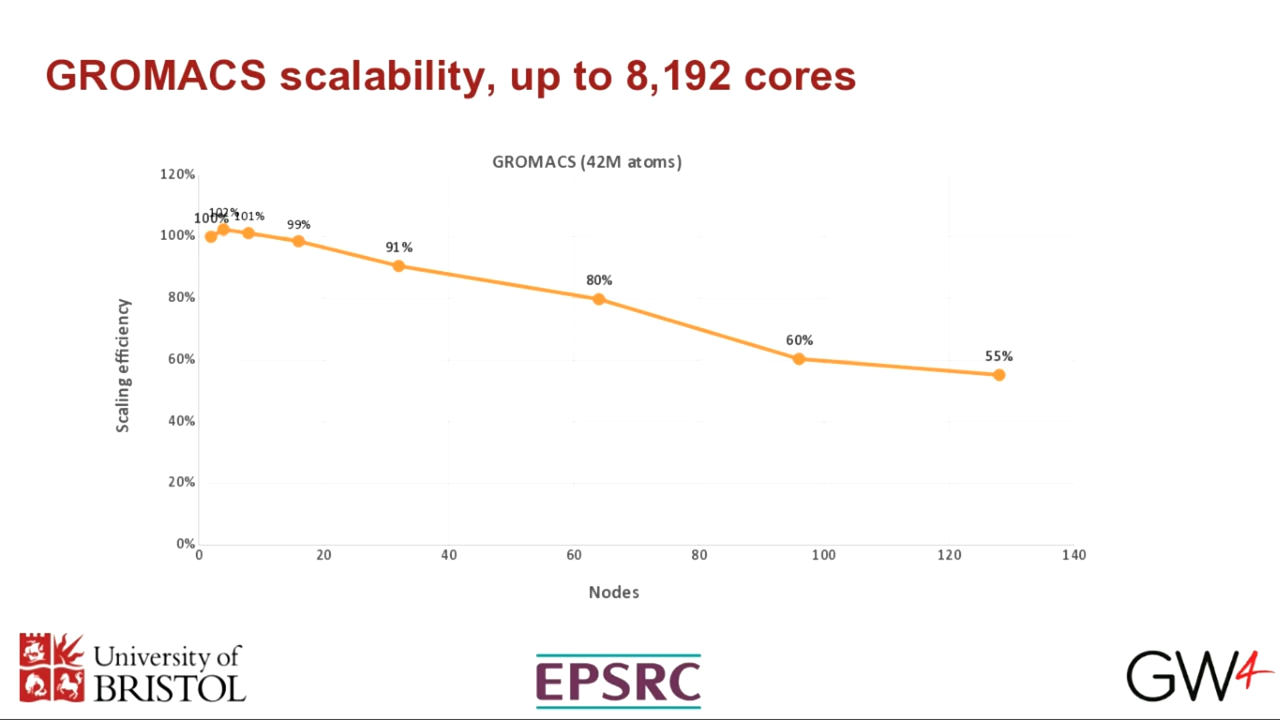 GROMACS scalability, up to 8,192 cores
GROMACS (42M atoms)
120%
100%
80%
60%
40%
20%
0%
Scaling efficiency
100%
102%
101%
99%
91%
80%
60%
55%
0 20 40 60 80 100 120 140
Nodes
University of
BRISTOL
EPSRC
GW4